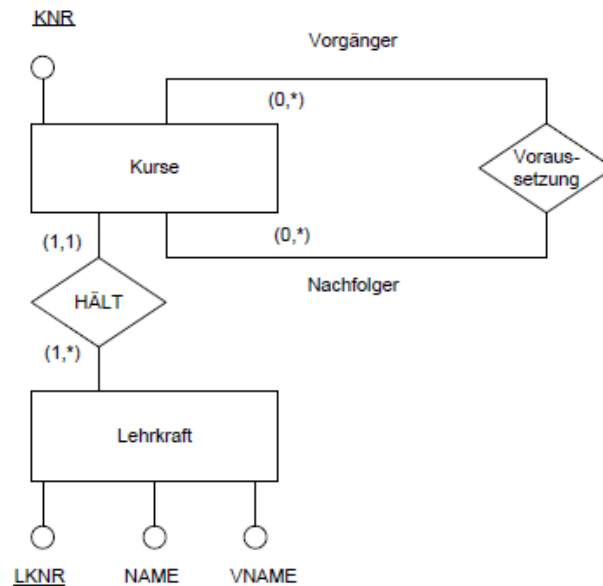 KNR
Vorgänger
(0,*)
Kurse
Voraus-
setzung
(1,1)
(0,*)
Nachfolger
HÄLT
(1,*)
Lehrkraft
LKNR NAME VNAME